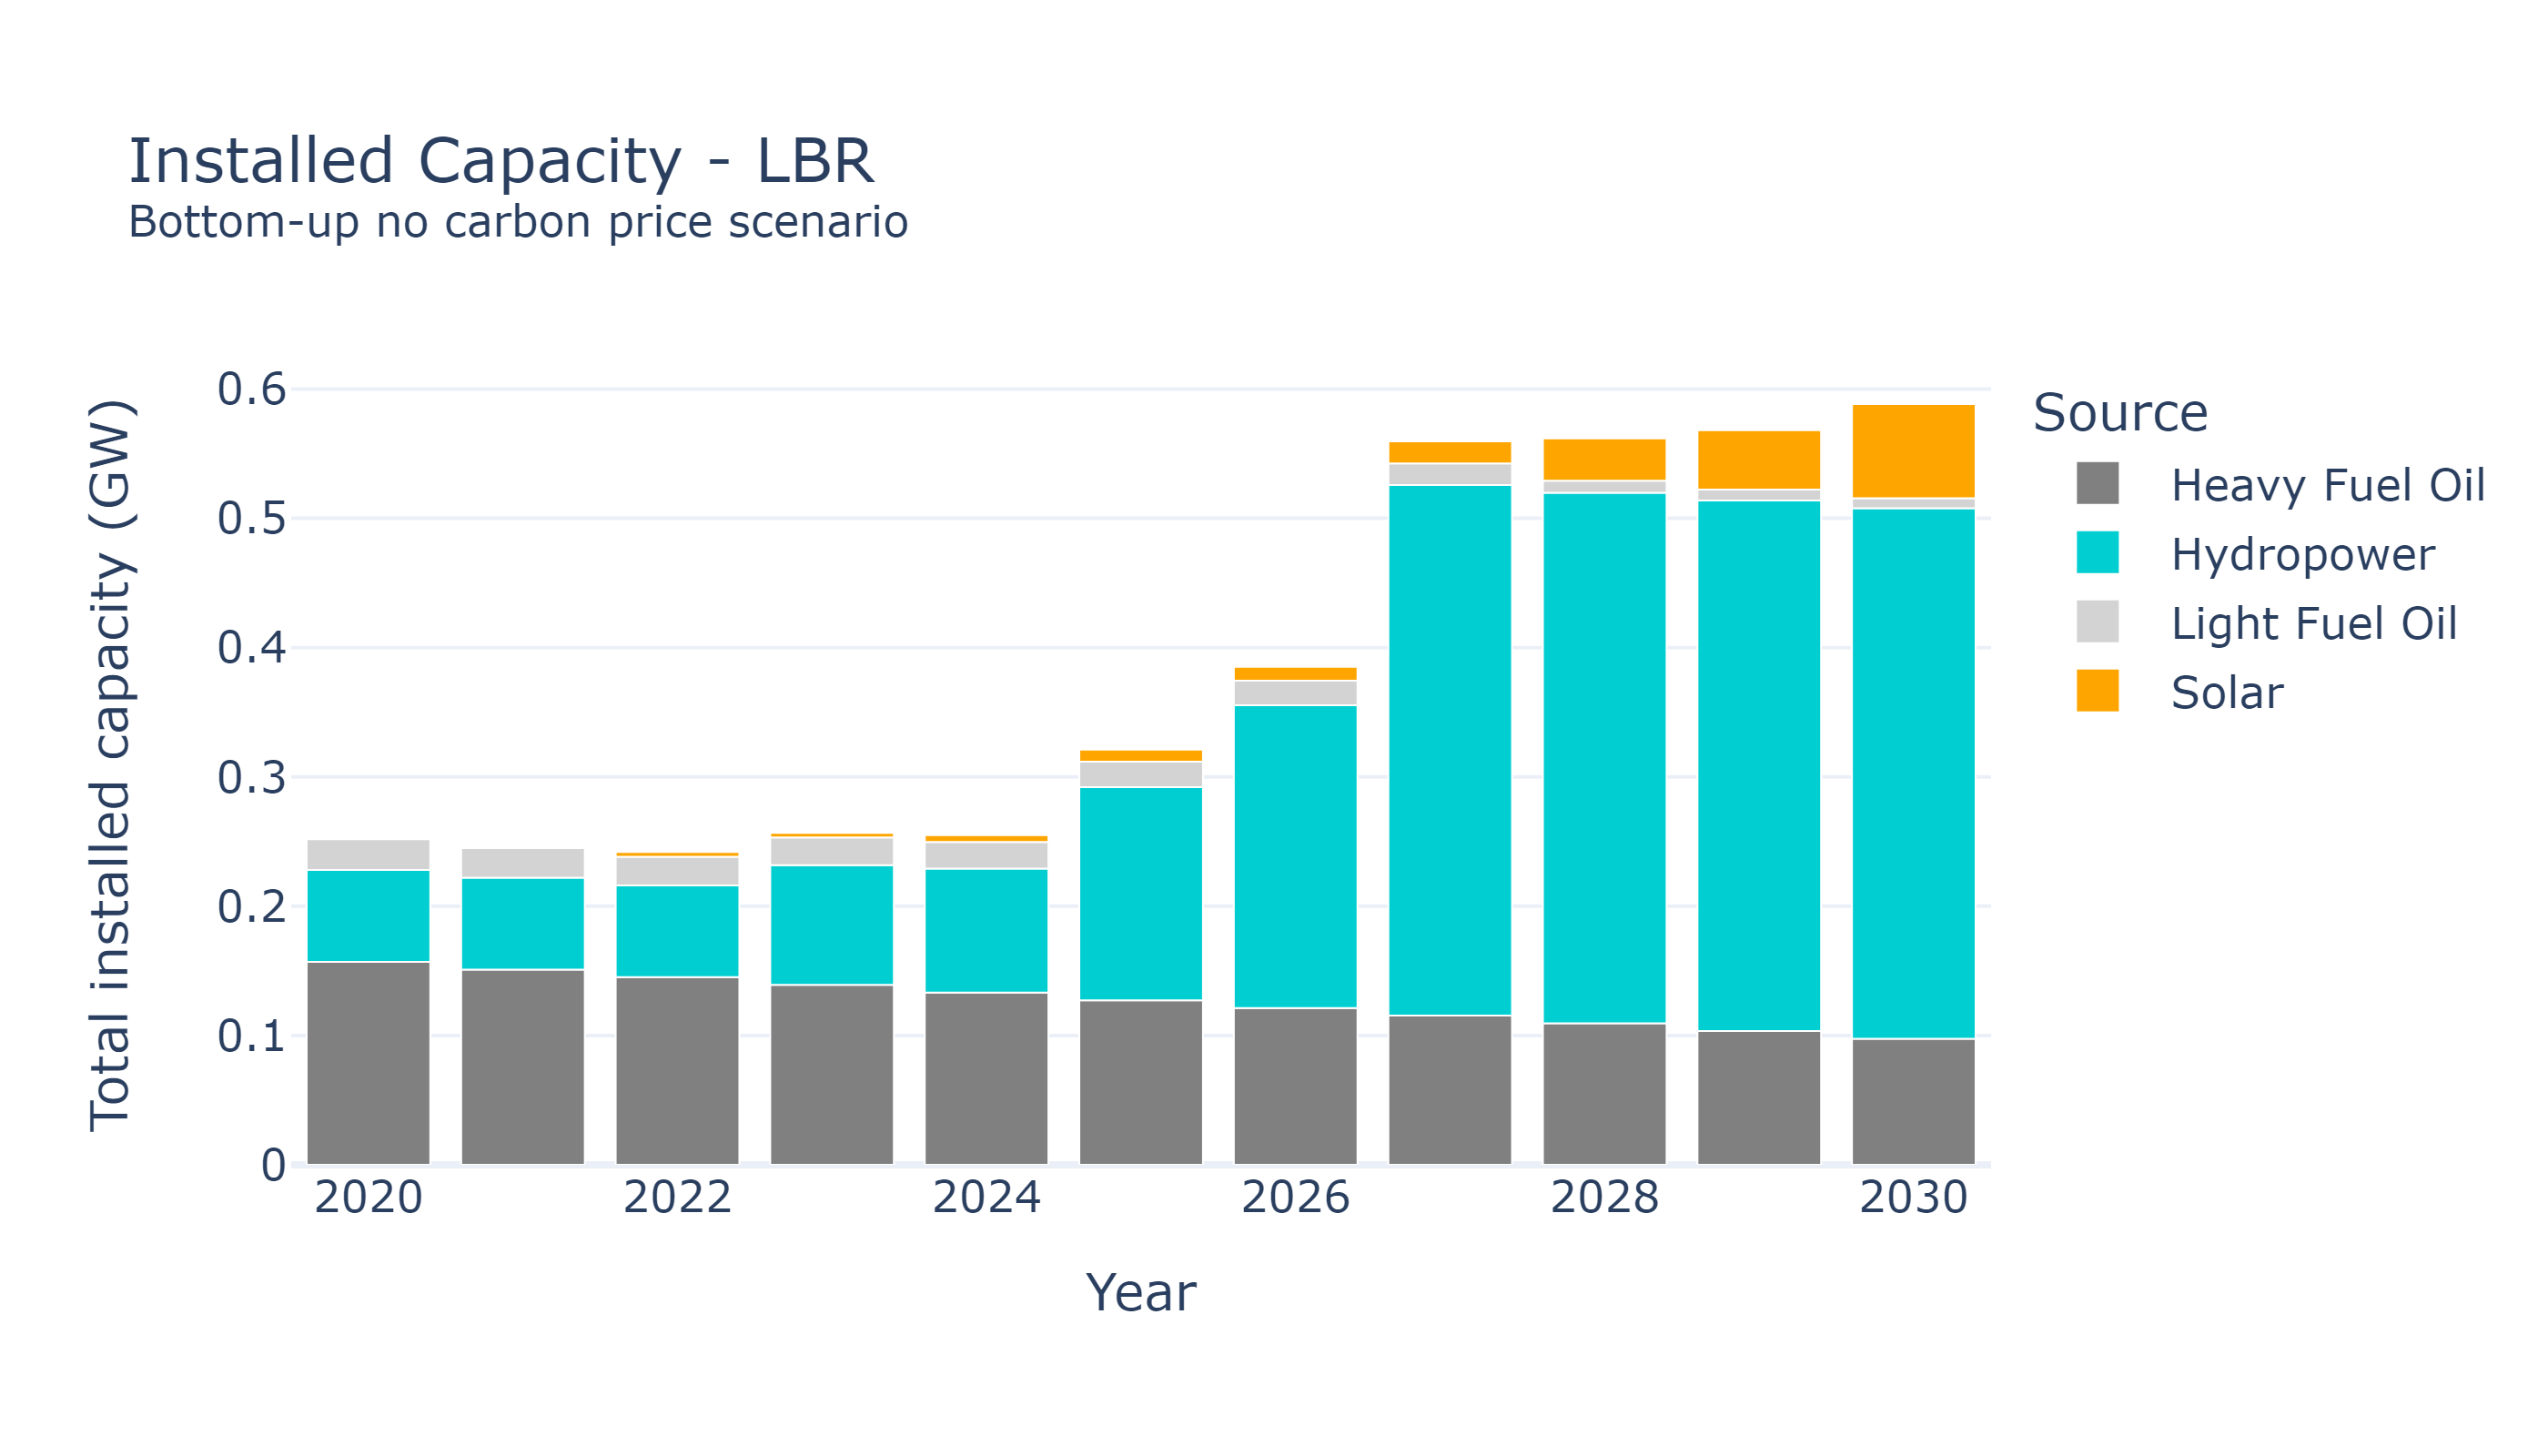 Installed Capacity - LBR
Bottom-up no carbon price scenario
Total installed capacity (GW)
0.6
0.5
0.4
0.3
0.2
0.1
0
2020
2022
2024
2026
2028
2030
Year
Source
Heavy Fuel Oil
Hydropower
Light Fuel Oil
Solar